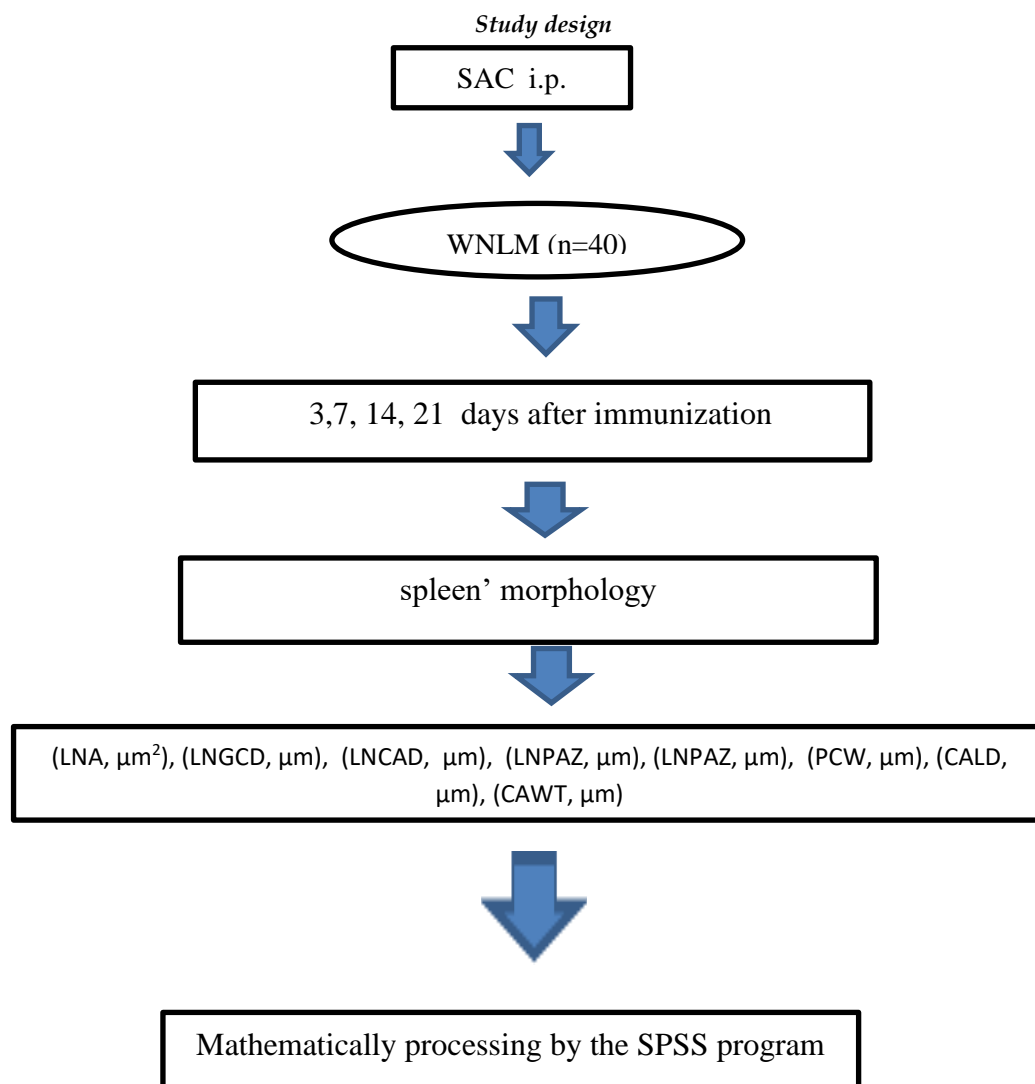 Study design
SAC i.p.
WNLM (n=40)
3,7, 14, 21 days after immunization
spleen’ morphology
(LNA, µm²), (LNGCD, µm), (LNCAD, µm), (LNPAZ, µm), (LNPAZ, µm), (PCW, µm), (CALD,
µm), (CAWT, µm)
Mathematically processing by the SPSS program